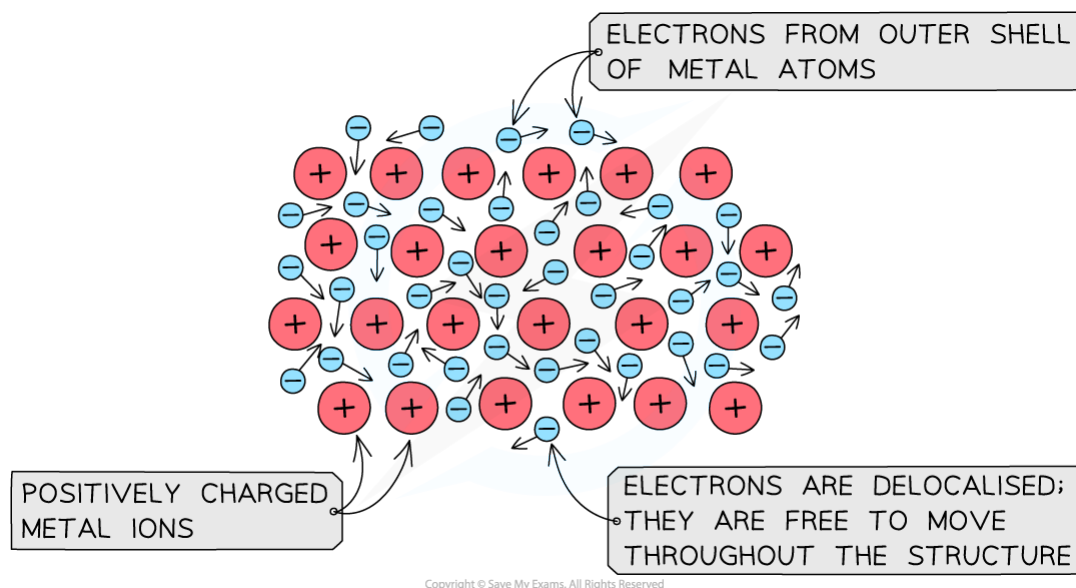 ELECTRONS FROM OUTER SHELL
OF METAL ATOMS
POSITIVELY CHARGED
METAL IONS
ELECTRONS ARE DELOCALISED;
THEY ARE FREE TO MOVE
THROUGHOUT THE STRUCTURE
Copyright © Save My Exams. All Rights Reserved